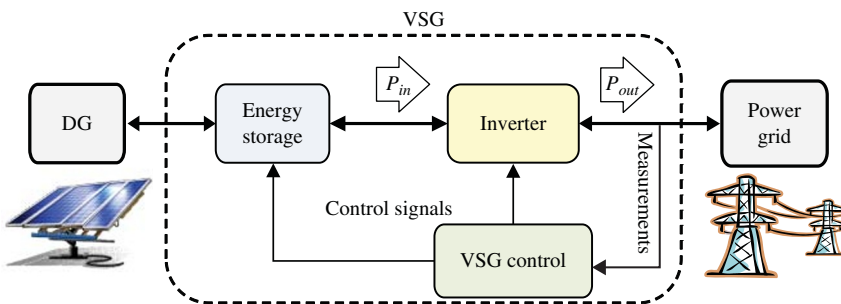 VSG
P_in
P_out
DG
Energy
storage
Inverter
Power
grid
Measurements
Control signals
VSG control